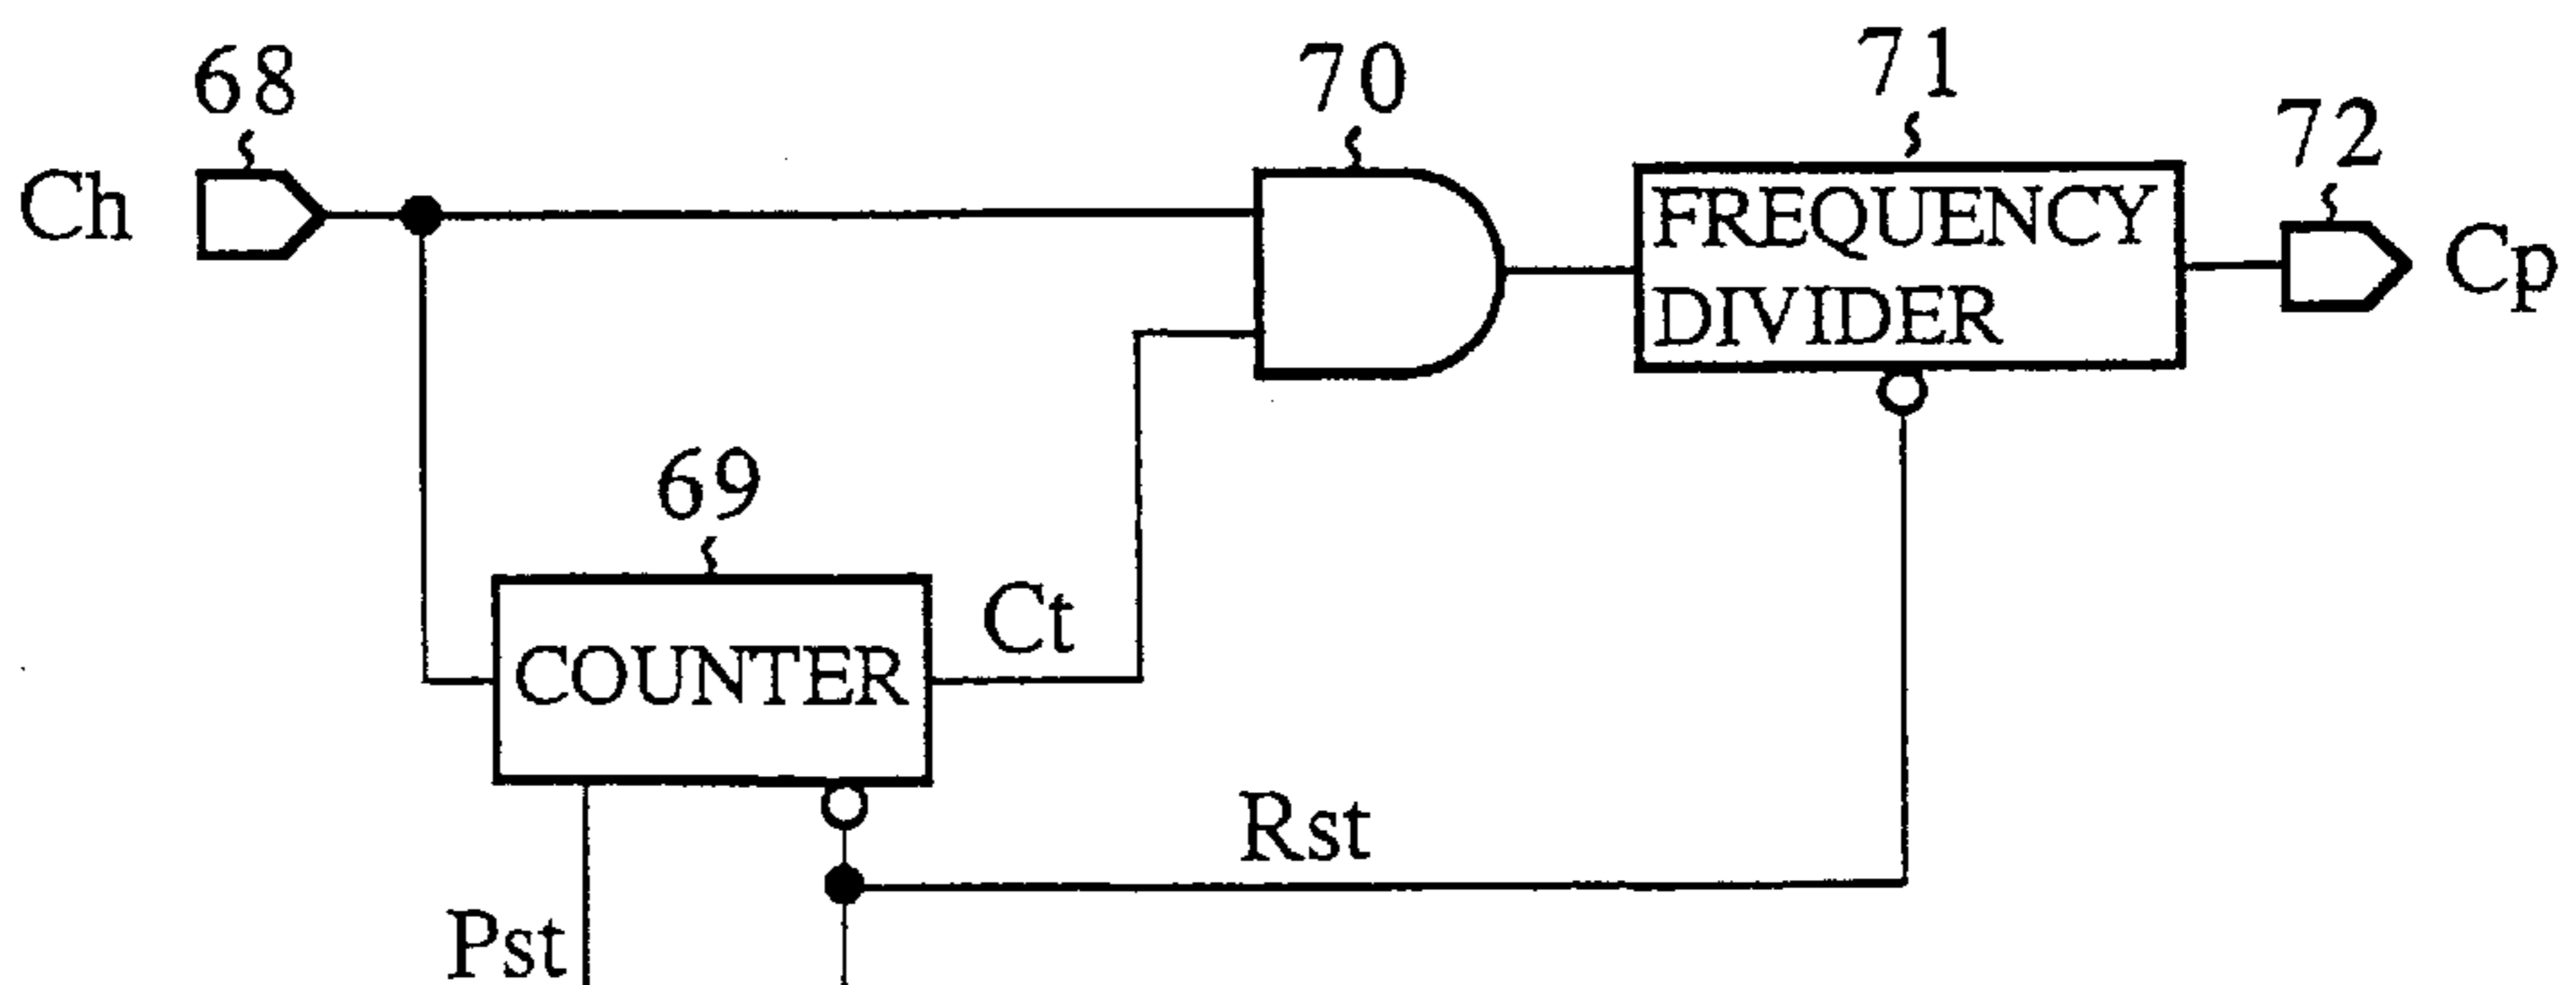 68
70
71
72
Ch
FREQUENCY
DIVIDER
Cp
69
COUNTER
Ct
Rst
Pst